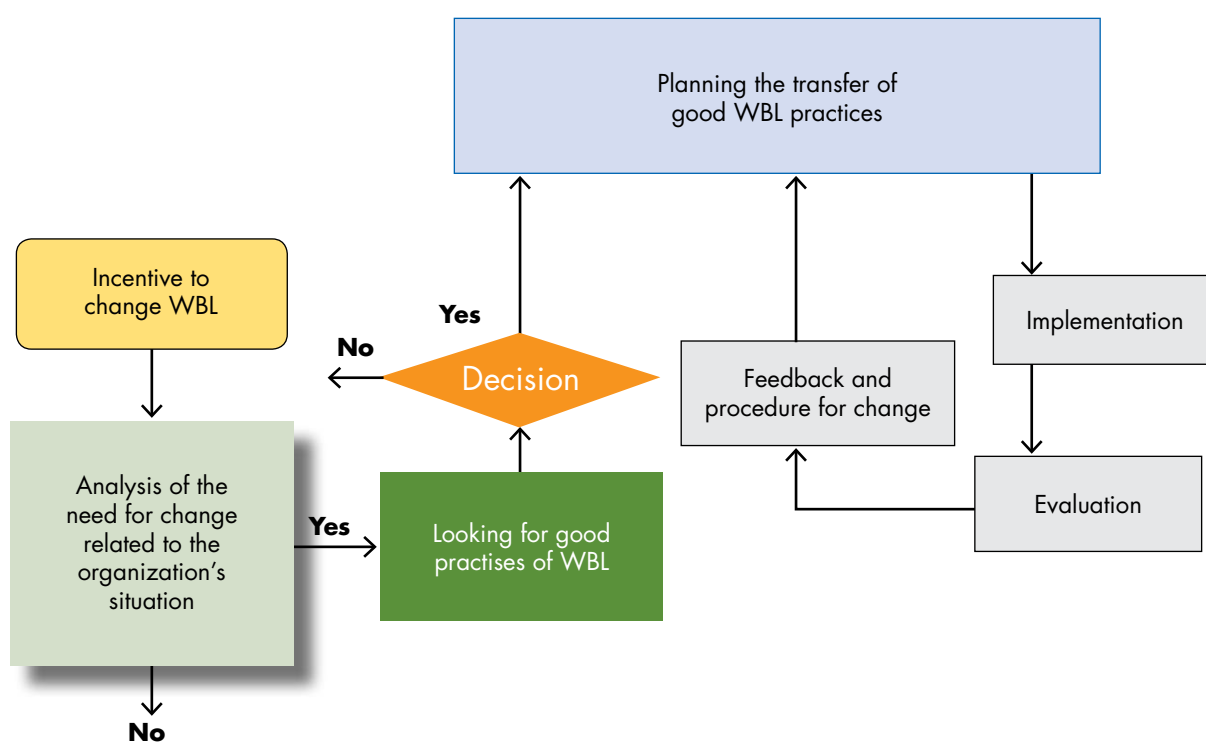 Planning the transfer of
good WBL practices
Incentive to
change WBL
Yes
No
Decision
Implementation
Feedback and
procedure for change
Analysis of the
need for change
related to the
organization’s
situation
Yes
Looking for good
practises of WBL
Evaluation
No